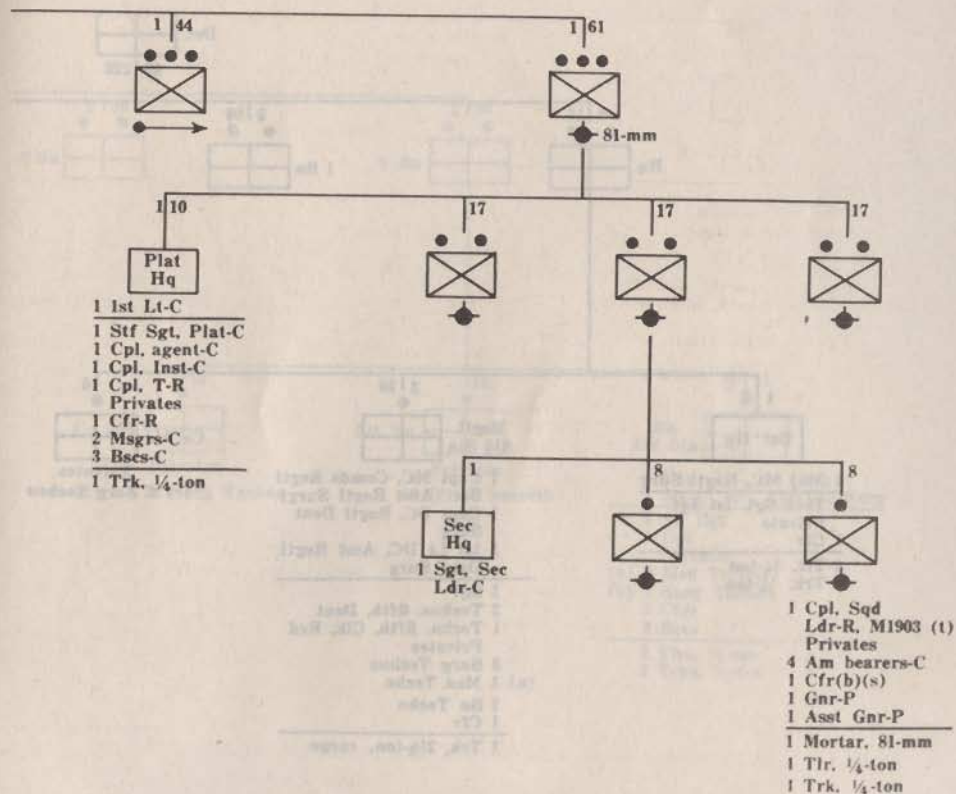 1 44
1 61
81-mm
1 10
17
17
17
Plat
Hq
1 1st Lt-C
1 Stf Sgt, Plat-C
1 Cpl, agent-C
1 Cpl, Inst-C
1 Cpl, T-R
Privates
1 Cfr-R
2 Msgrs-C
3 Bscs-C
1 Trk, ¼-ton
1
8
8
Sec
Hq
1 Sgt, Sec
Ldr-C
1 Cpl, Sqd
Ldr-R, M1903 (t)
Privates
4 Am bearers-C
1 Cfr(b)(s)
1 Gnr-P
1 Asst Gnr-P
1 Mortar, 81-mm
1 Tlr, ¼-ton
1 Trk, ¼-ton